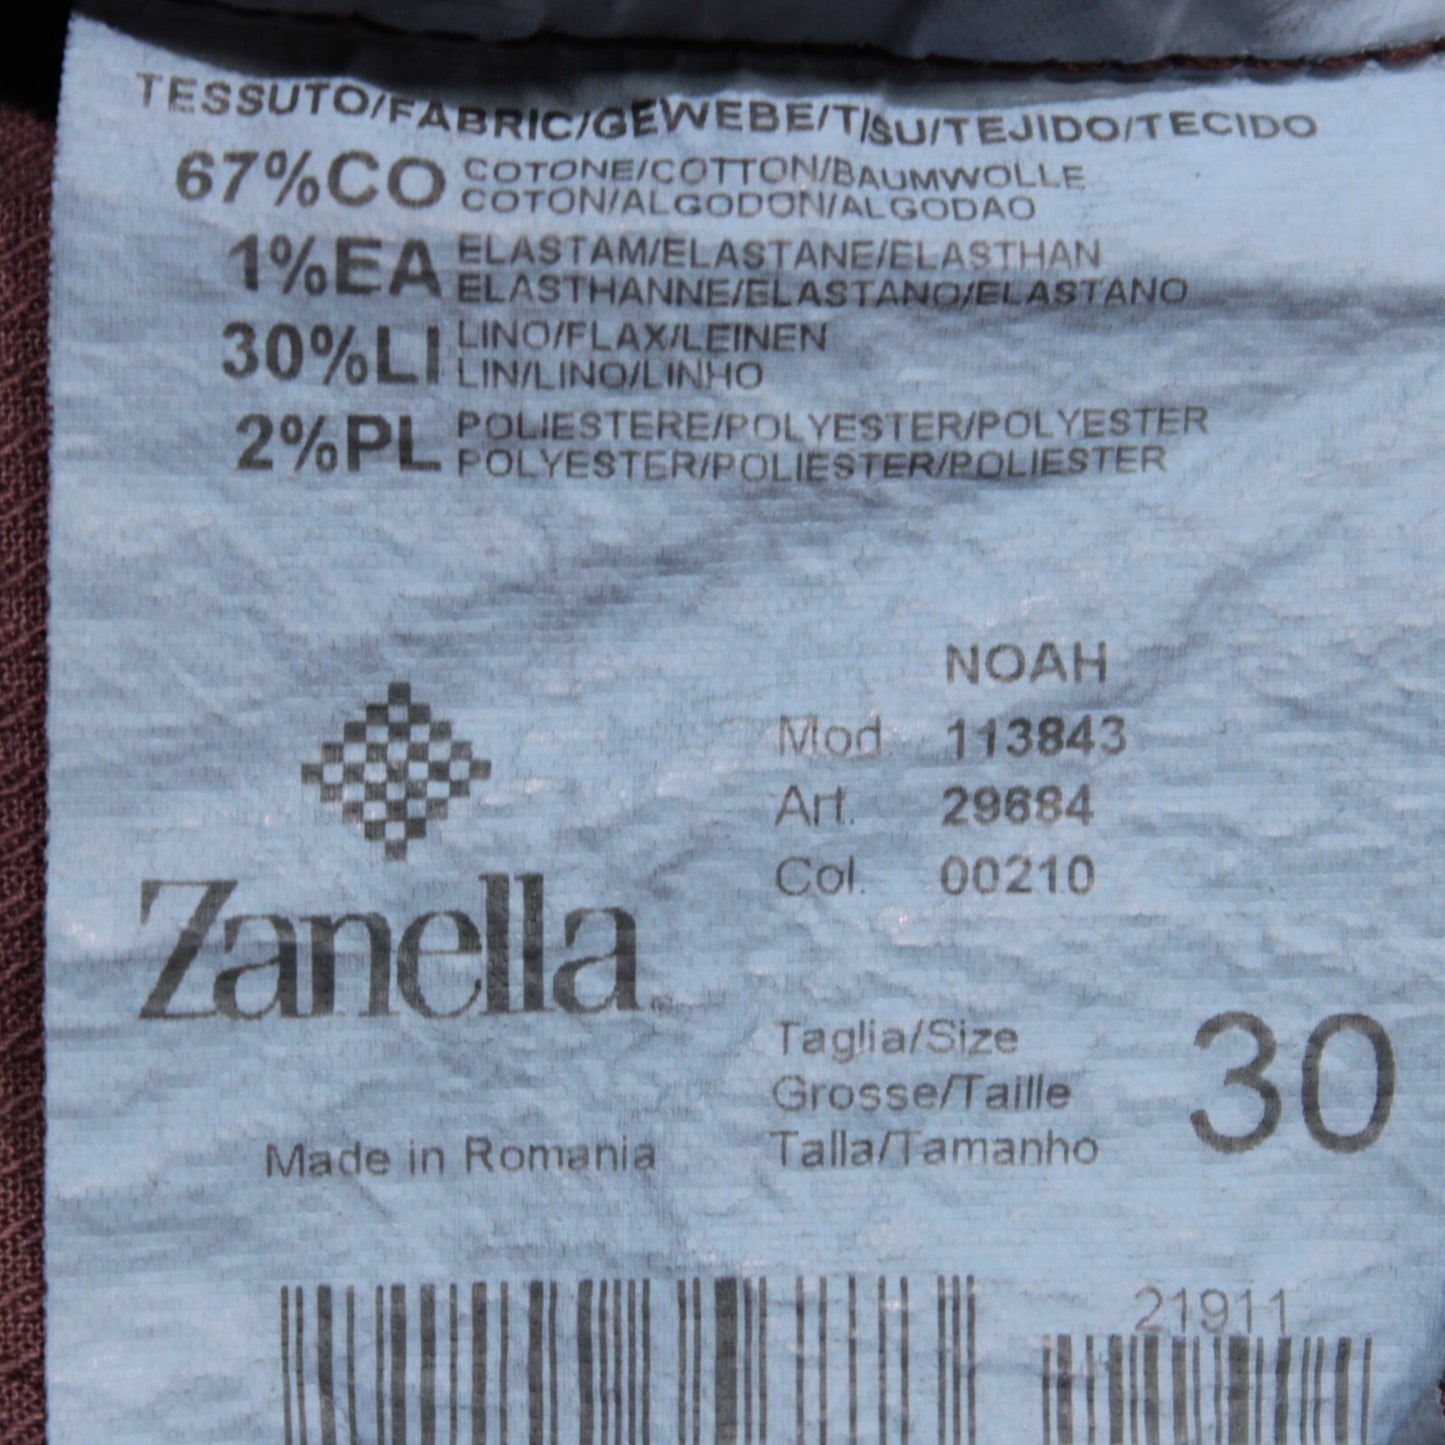 TESSUTO/FABRIC/GEWEBE/TISSU/TEJIDO/TECIDO
67%CO COTONE/COTTON/BAUMWOLLE
COTON/ALGODON/ALGODAO
1%EA ELASTAM/ELASTANE/ELASTHAN
ELASTHANNE/ELASTANO/ELASTANO
30%LI LINO/FLAX/LEINEN
LIN/LINO/LINHO
2%PL POLIESTERE/POLYESTER/POLYESTER
POLYESTER/POLIESTER/POLIESTER
NOAH
Mod 113843
Art. 29684
Col. 00210
Zanella
Taglia/Size
Grosse/Taille
Talla/Tamanho
30
Made in Romania
21911